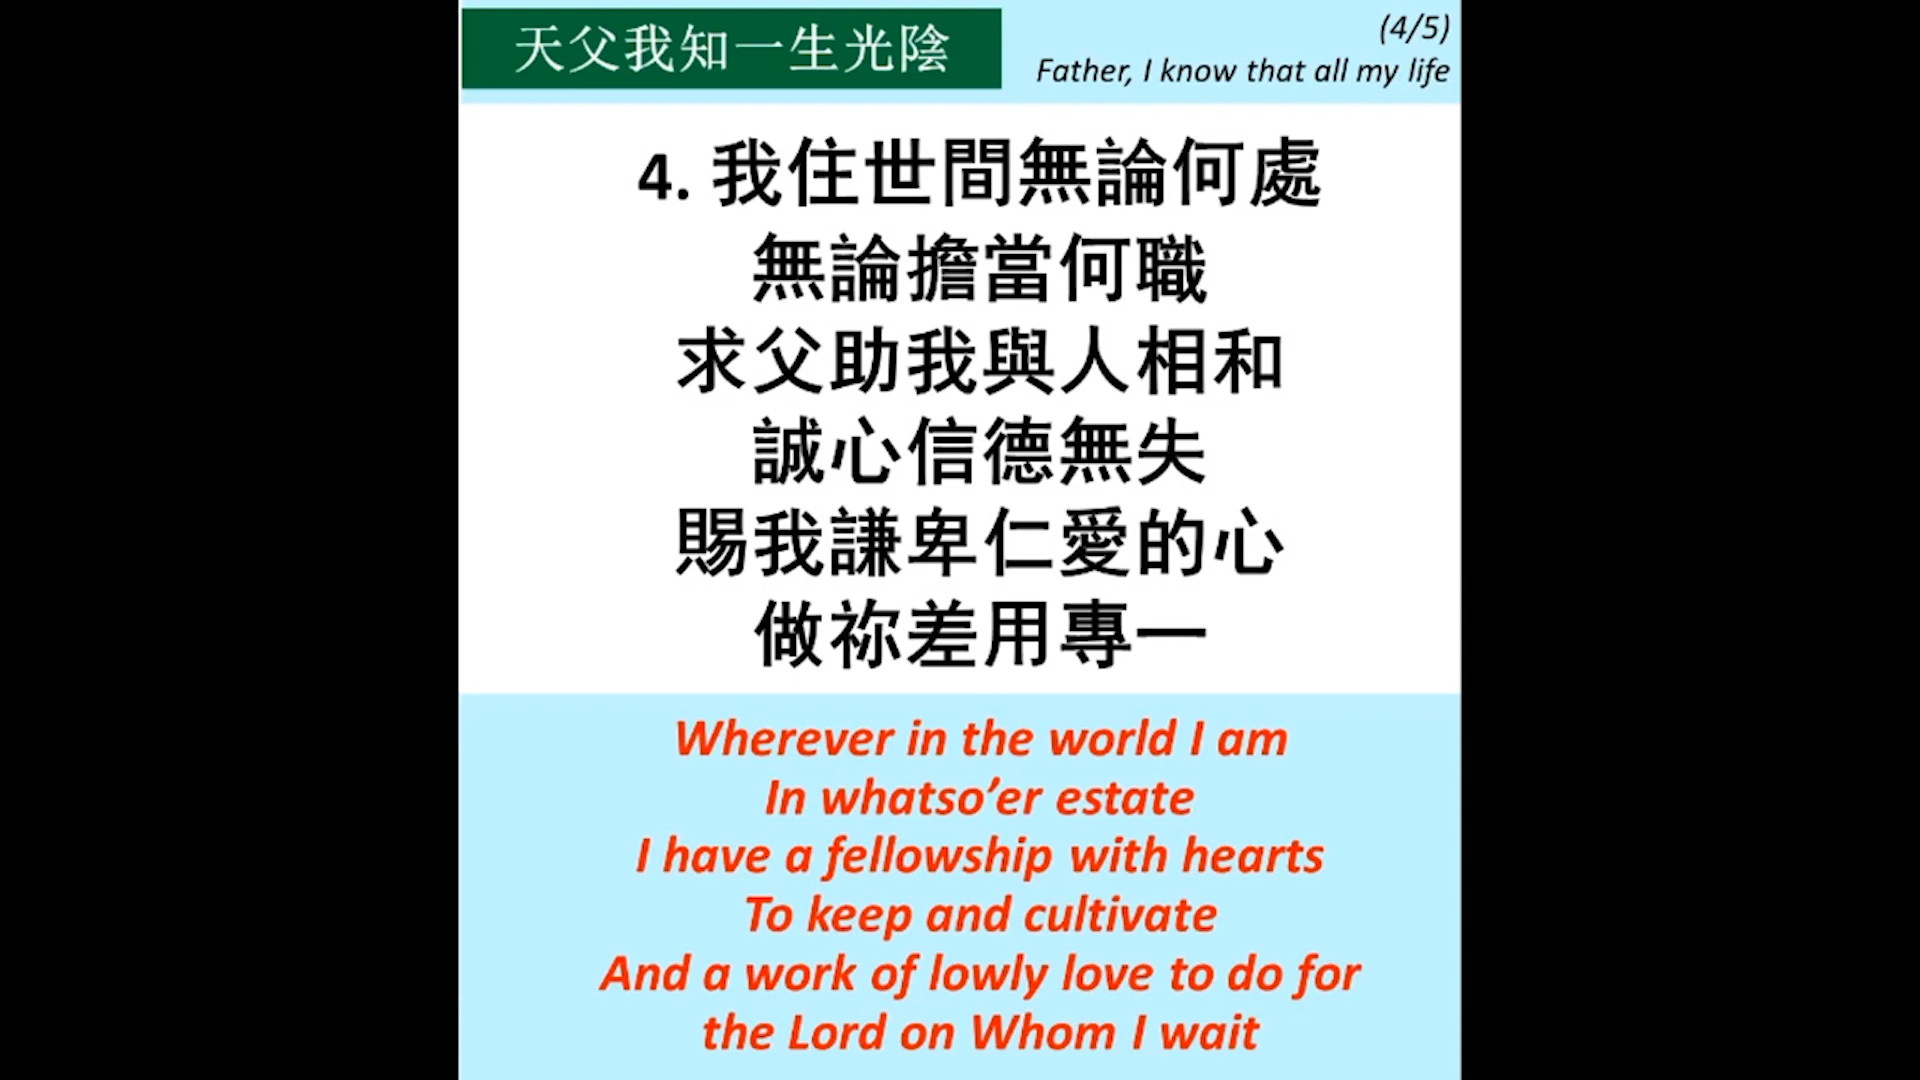 天父我知一生光陰
(4/5)
Father, I know that all my life
4. 我住世間無論何處
無論擔當何職
求父助我與人相和
誠心信德無失
賜我謙卑仁愛的心
做祢差用專一
Wherever in the world I am
In whatso’er estate
I have a fellowship with hearts
To keep and cultivate
And a work of lowly love to do for
the Lord on Whom I wait